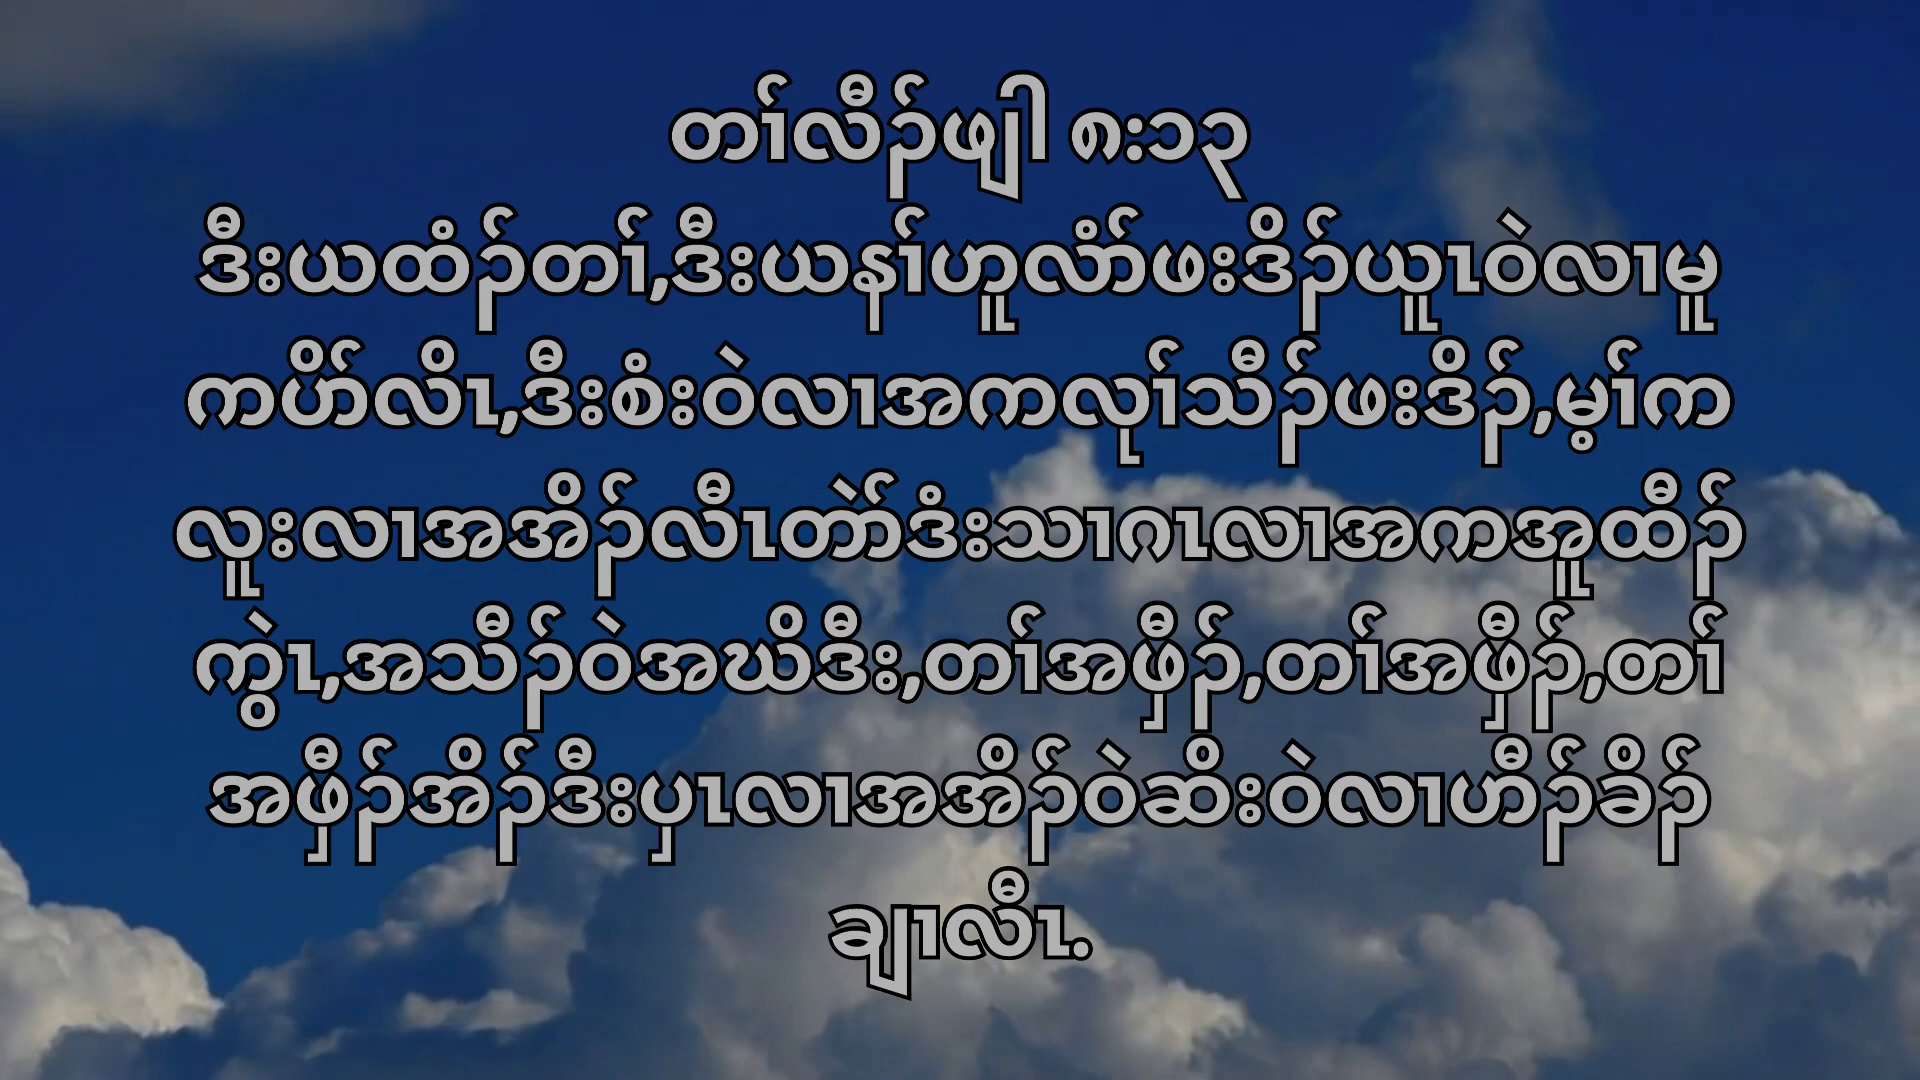 တၢ်လီၣ်ဖျါ ၈:၁၃
ဒီးယထံၣ်တၢ်,ဒီးယနၢ်ဟူလံာ်ဖးဒိၣ်ယူၤဝဲလၢမူ
ကပိာ်လိၤ,ဒီးစံးဝဲလၢအကလုၢ်သီၣ်ဖးဒိၣ်,မ့ၢ်က
လူးလၢအအိၣ်လီၤတဲာ်ဒံးသၢဂၤလၢအကအူထီၣ်
ကွဲၤ,အသီၣ်ဝဲအဃိဒီး,တၢ်အဖှီၣ်,တၢ်အဖှီၣ်,တၢ်
အဖှီၣ်အိၣ်ဒီးပှၤလၢအအိၣ်ဝဲဆိးဝဲလၢဟီၣ်ခိၣ်
ချၢလီၤ.